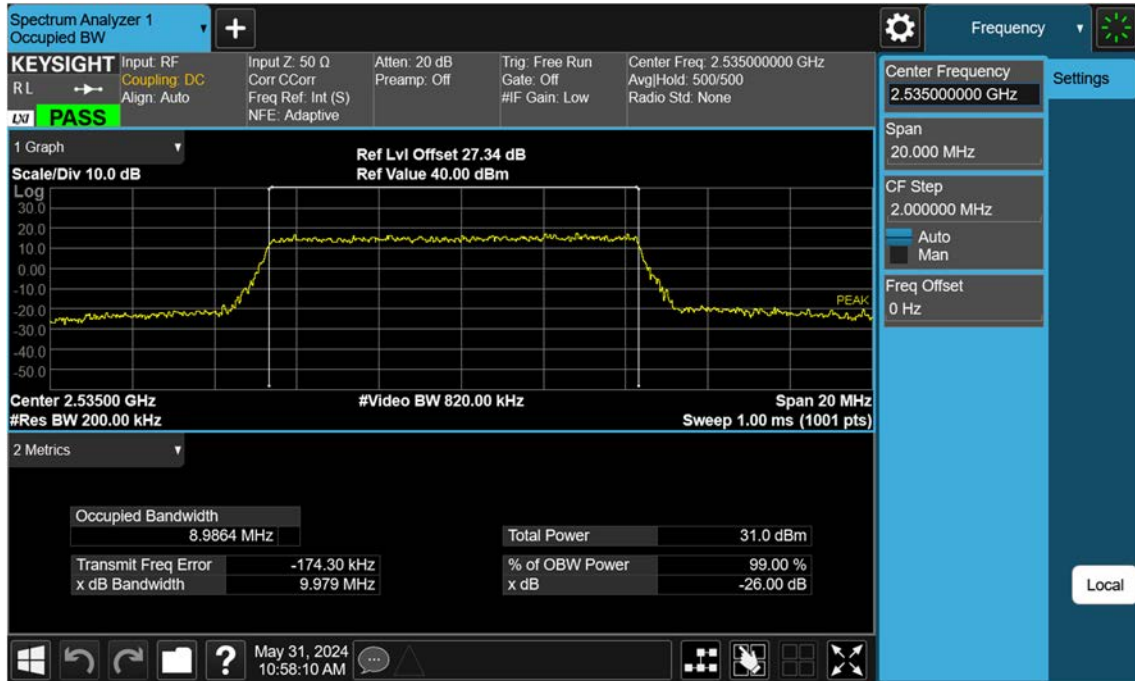 Spectrum Analyzer 1
Occupied BW
+
Frequency
KEYSIGHT
RL
LXI PASS
Input: RF
Coupling: DC
Align: Auto
Input Z: 50 Ω
Corr CCorr
Freq Ref: Int (S)
NFE: Adaptive
Atten: 20 dB
Preamp: Off
Trig: Free Run
Gate: Off
#IF Gain: Low
Center Freq: 2.535000000 GHz
Avg|Hold: 500/500
Radio Std: None
1 Graph
Scale/Div 10.0 dB
Ref Lvl Offset 27.34 dB
Ref Value 40.00 dBm
Log
30.0
20.0
10.0
0.00
-10.0
-20.0
-30.0
-40.0
-50.0
PEAK
Center 2.53500 GHz
#Res BW 200.00 kHz
#Video BW 820.00 kHz
Span 20 MHz
Sweep 1.00 ms (1001 pts)
2 Metrics
Occupied Bandwidth
8.9864 MHz
Transmit Freq Error -174.30 kHz
x dB Bandwidth 9.979 MHz
Total Power 31.0 dBm
% of OBW Power 99.00 %
x dB -26.00 dB
Center Frequency
2.535000000 GHz
Span
20.000 MHz
CF Step
2.000000 MHz
Auto
Man
Freq Offset
0 Hz
Settings
Local
?
May 31, 2024
10:58:10 AM